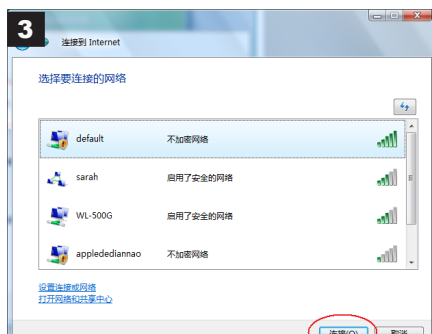 3
连接到 Internet
选择要连接的网络
default 不加密网络
sarah 启用了安全的网络
WL-500G 启用了安全的网络
applededìannao 不加密网络
设置连接或网络
打开网络和共享中心
连接(O) 取消